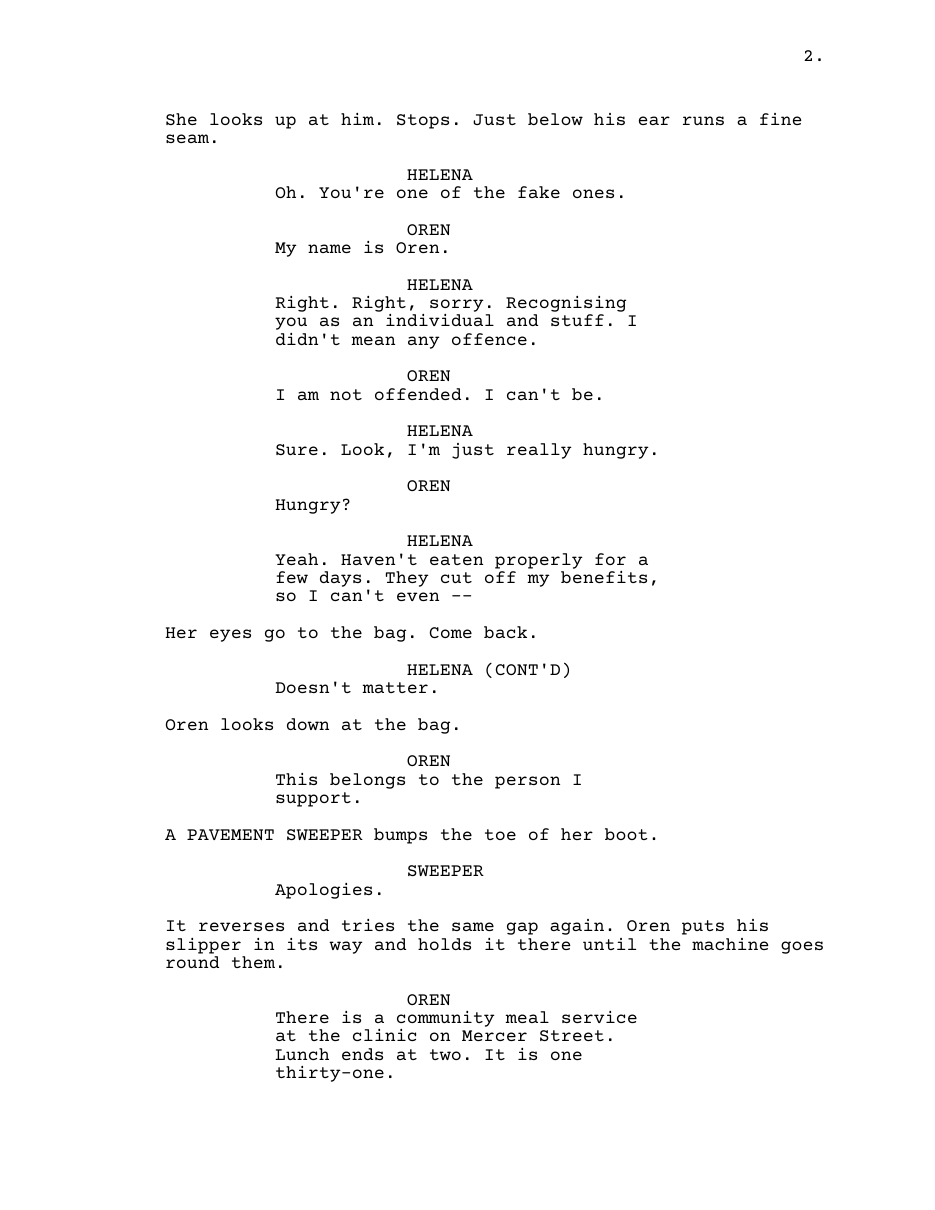 2.
She looks up at him. Stops. Just below his ear runs a fine
seam.
HELENA
Oh. You're one of the fake ones.
OREN
My name is Oren.
HELENA
Right. Right, sorry. Recognising
you as an individual and stuff. I
didn't mean any offence.
OREN
I am not offended. I can't be.
HELENA
Sure. Look, I'm just really hungry.
OREN
Hungry?
HELENA
Yeah. Haven't eaten properly for a
few days. They cut off my benefits,
so I can't even --
Her eyes go to the bag. Come back.
HELENA (CONT'D)
Doesn't matter.
Oren looks down at the bag.
OREN
This belongs to the person I
support.
A PAVEMENT SWEEPER bumps the toe of her boot.
SWEEPER
Apologies.
It reverses and tries the same gap again. Oren puts his
slipper in its way and holds it there until the machine goes
round them.
OREN
There is a community meal service
at the clinic on Mercer Street.
Lunch ends at two. It is one
thirty-one.